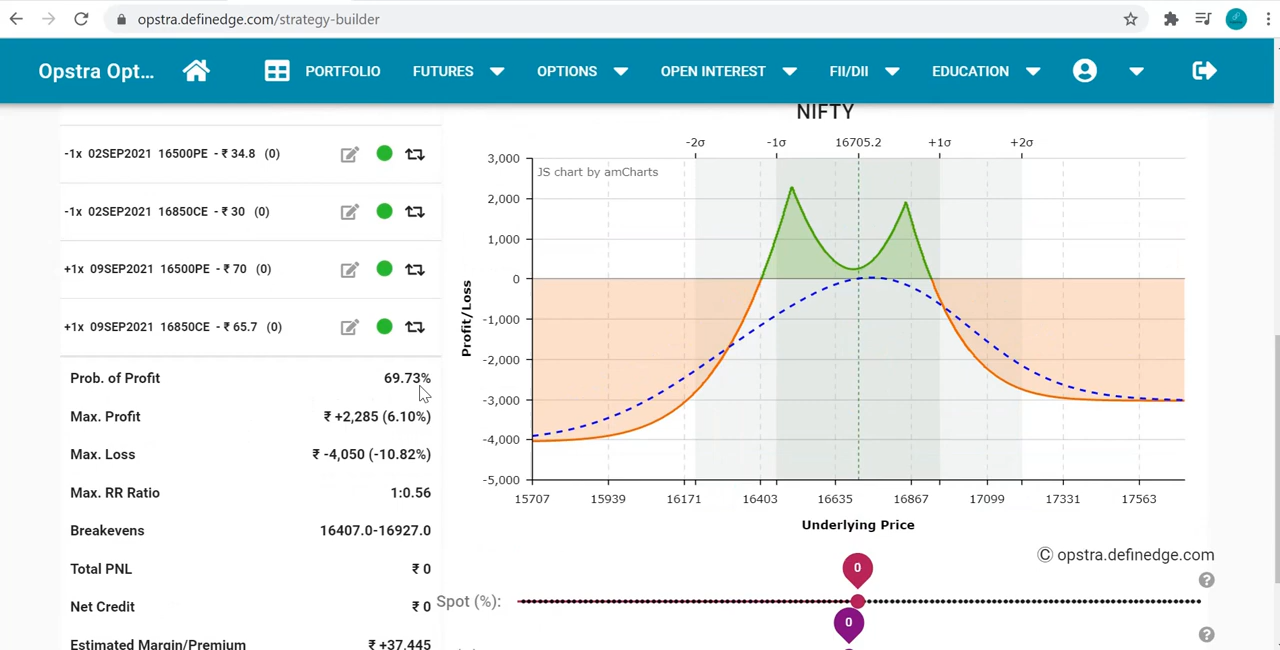 opstra.definedge.com/strategy-builder
Opstra Opt... PORTFOLIO FUTURES OPTIONS OPEN INTEREST FII/DII EDUCATION
-1x 02SEP2021 16500PE - ₹ 34.8 (0)
-1x 02SEP2021 16850CE - ₹ 30 (0)
+1x 09SEP2021 16500PE - ₹ 70 (0)
+1x 09SEP2021 16850CE - ₹ 65.7 (0)
Prob. of Profit 69.73%
Max. Profit ₹ +2,285 (6.10%)
Max. Loss ₹ -4,050 (-10.82%)
Max. RR Ratio 1:0.56
Breakevens 16407.0-16927.0
Total PNL ₹ 0
Net Credit ₹ 0
Estimated Margin/Premium ₹ +37,445
NIFTY
-2σ -1σ 16705.2 +1σ +2σ
JS chart by amCharts
3,000
2,000
1,000
0
-1,000
-2,000
-3,000
-4,000
-5,000
Profit/Loss
15707 15939 16171 16403 16635 16867 17099 17331 17563
Underlying Price
© opstra.definedge.com
0
?
Spot (%):
0
?